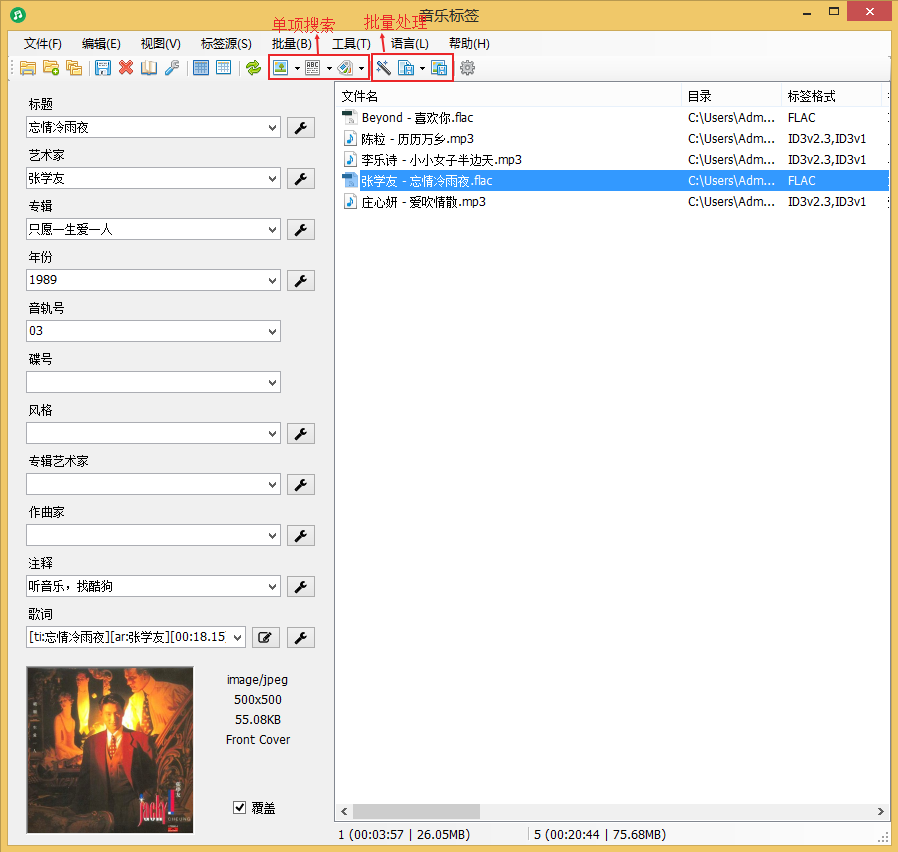 音乐标签
单项搜索
批量处理
文件(F) 编辑(E) 视图(V) 标签源(S) 批量(B) 工具(T) 语言(L) 帮助(H)
ABC
标题
忘情冷雨夜
艺术家
张学友
专辑
只愿一生爱一人
年份
1989
音轨号
03
碟号
风格
专辑艺术家
作曲家
注释
听音乐，找酷狗
歌词
[ti:忘情冷雨夜][ar:张学友][00:18.15]
image/jpeg
500x500
55.08KB
Front Cover
覆盖
张学友
jacky
CHEUNG
文件名 目录 标签格式
Beyond - 喜欢你.flac C:\Users\Adm... FLAC
陈粒 - 历历万乡.mp3 C:\Users\Adm... ID3v2.3,ID3v1
李乐诗 - 小小女子半边天.mp3 C:\Users\Adm... ID3v2.3,ID3v1
张学友 - 忘情冷雨夜.flac C:\Users\Adm... FLAC
庄心妍 - 爱吹情散.mp3 C:\Users\Adm... ID3v2.3,ID3v1
1 (00:03:57 | 26.05MB) 5 (00:20:44 | 75.68MB)